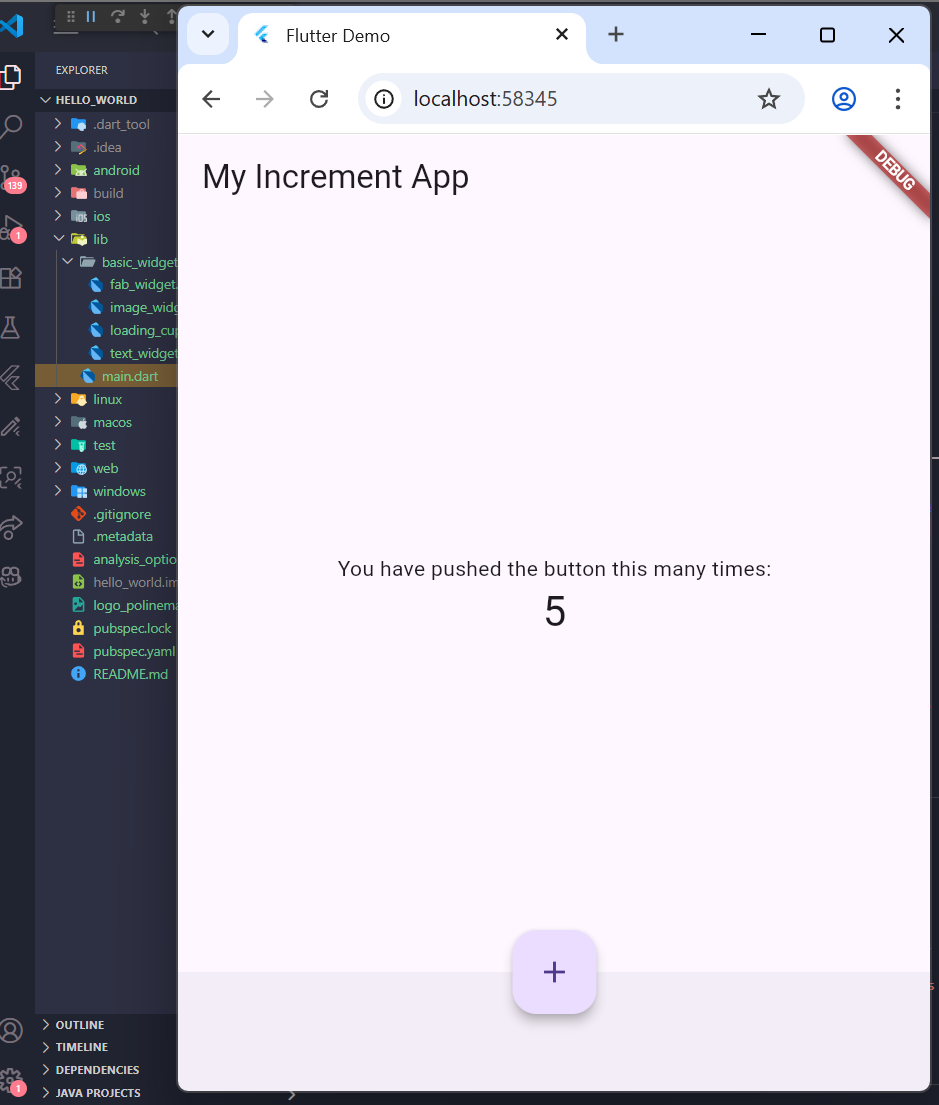 Flutter Demo
localhost:58345
EXPLORER
HELLO_WORLD
.dart_tool
.idea
android
build
ios
lib
basic_widget
fab_widget.
image_widg
loading_cup
text_widget
main.dart
linux
macos
test
web
windows
.gitignore
.metadata
analysis_optio
hello_world.im
logo_polinema
pubspec.lock
pubspec.yaml
README.md
OUTLINE
TIMELINE
DEPENDENCIES
JAVA PROJECTS
139
1
1
My Increment App
DEBUG
You have pushed the button this many times:
5